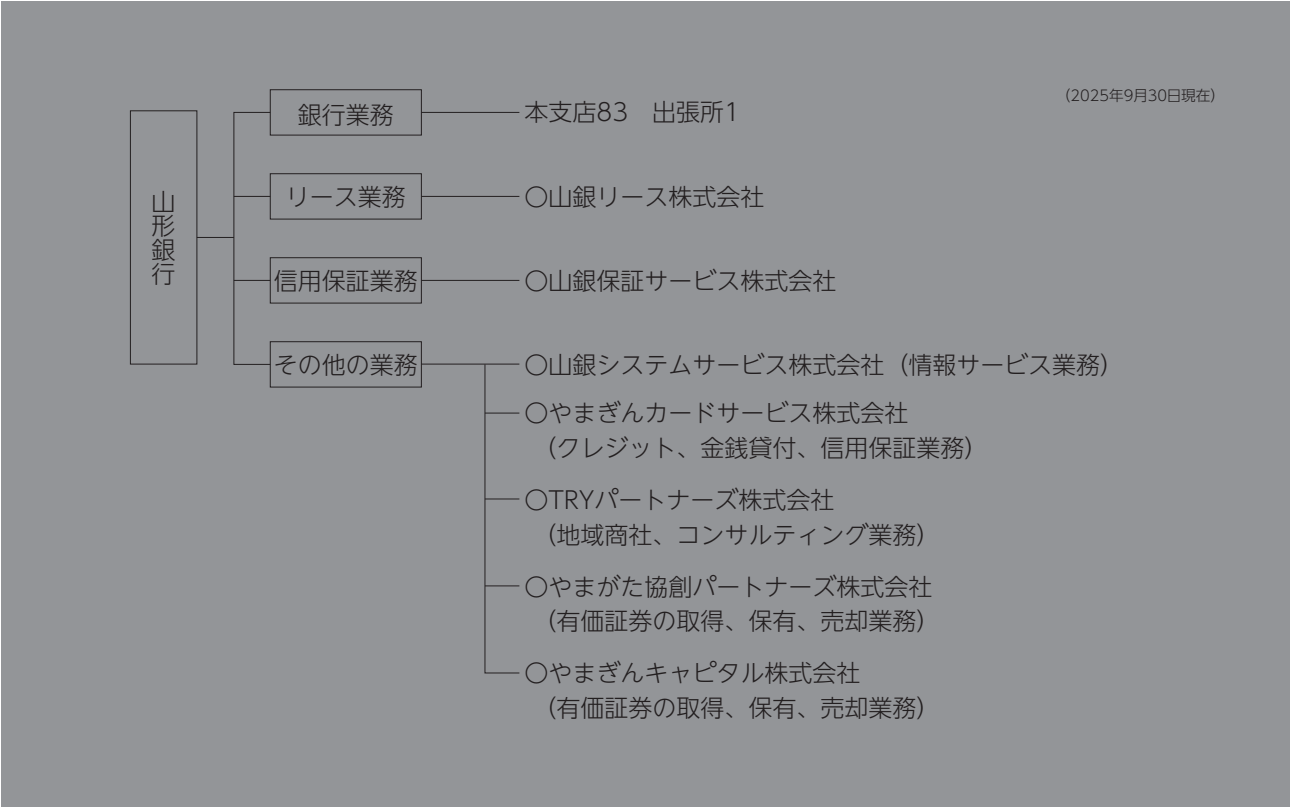 （2025年9月30日現在）
山形銀行
銀行業務
本支店83　出張所1
リース業務
○山銀リース株式会社
信用保証業務
○山銀保証サービス株式会社
その他の業務
○山銀システムサービス株式会社（情報サービス業務）
○やまぎんカードサービス株式会社
（クレジット、金銭貸付、信用保証業務）
○TRYパートナーズ株式会社
（地域商社、コンサルティング業務）
○やまがた協創パートナーズ株式会社
（有価証券の取得、保有、売却業務）
○やまぎんキャピタル株式会社
（有価証券の取得、保有、売却業務）